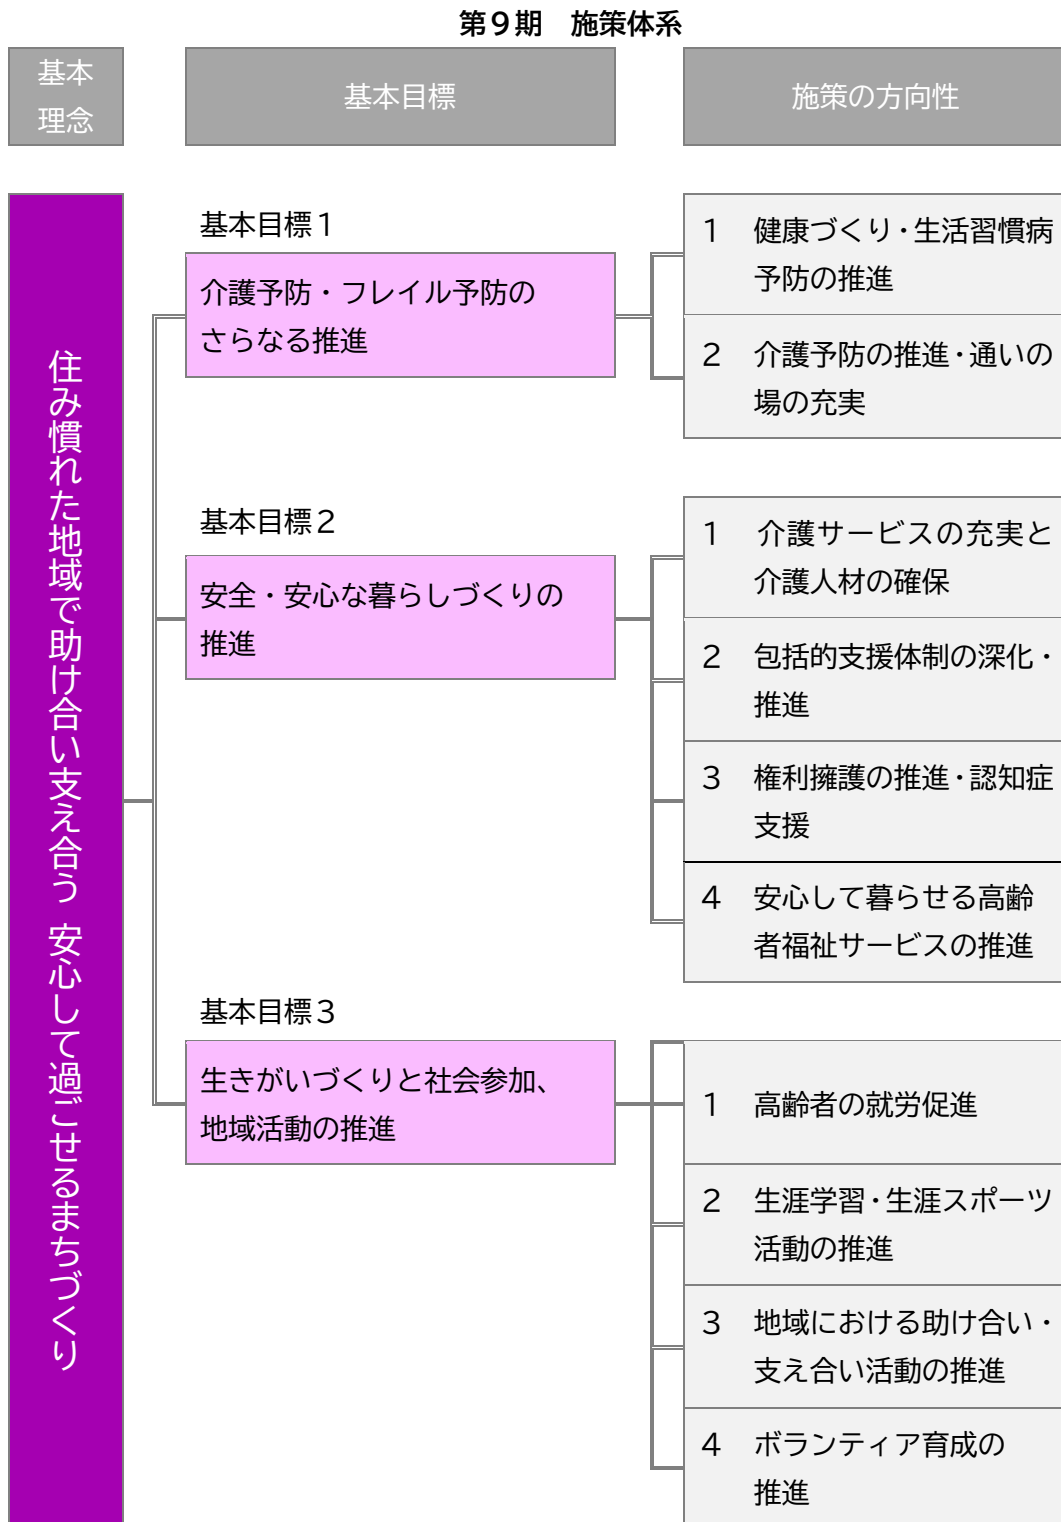 第9期　施策体系
基本
理念
基本目標
施策の方向性
住み慣れた地域で助け合い支え合う 安心して過ごせるまちづくり
基本目標1
介護予防・フレイル予防の
さらなる推進
1　健康づくり・生活習慣病
予防の推進
2　介護予防の推進・通いの
場の充実
基本目標2
安全・安心な暮らしづくりの
推進
1　介護サービスの充実と
介護人材の確保
2　包括的支援体制の深化・
推進
3　権利擁護の推進・認知症
支援
4　安心して暮らせる高齢
者福祉サービスの推進
基本目標3
生きがいづくりと社会参加、
地域活動の推進
1　高齢者の就労促進
2　生涯学習・生涯スポーツ
活動の推進
3　地域における助け合い・
支え合い活動の推進
4　ボランティア育成の
推進